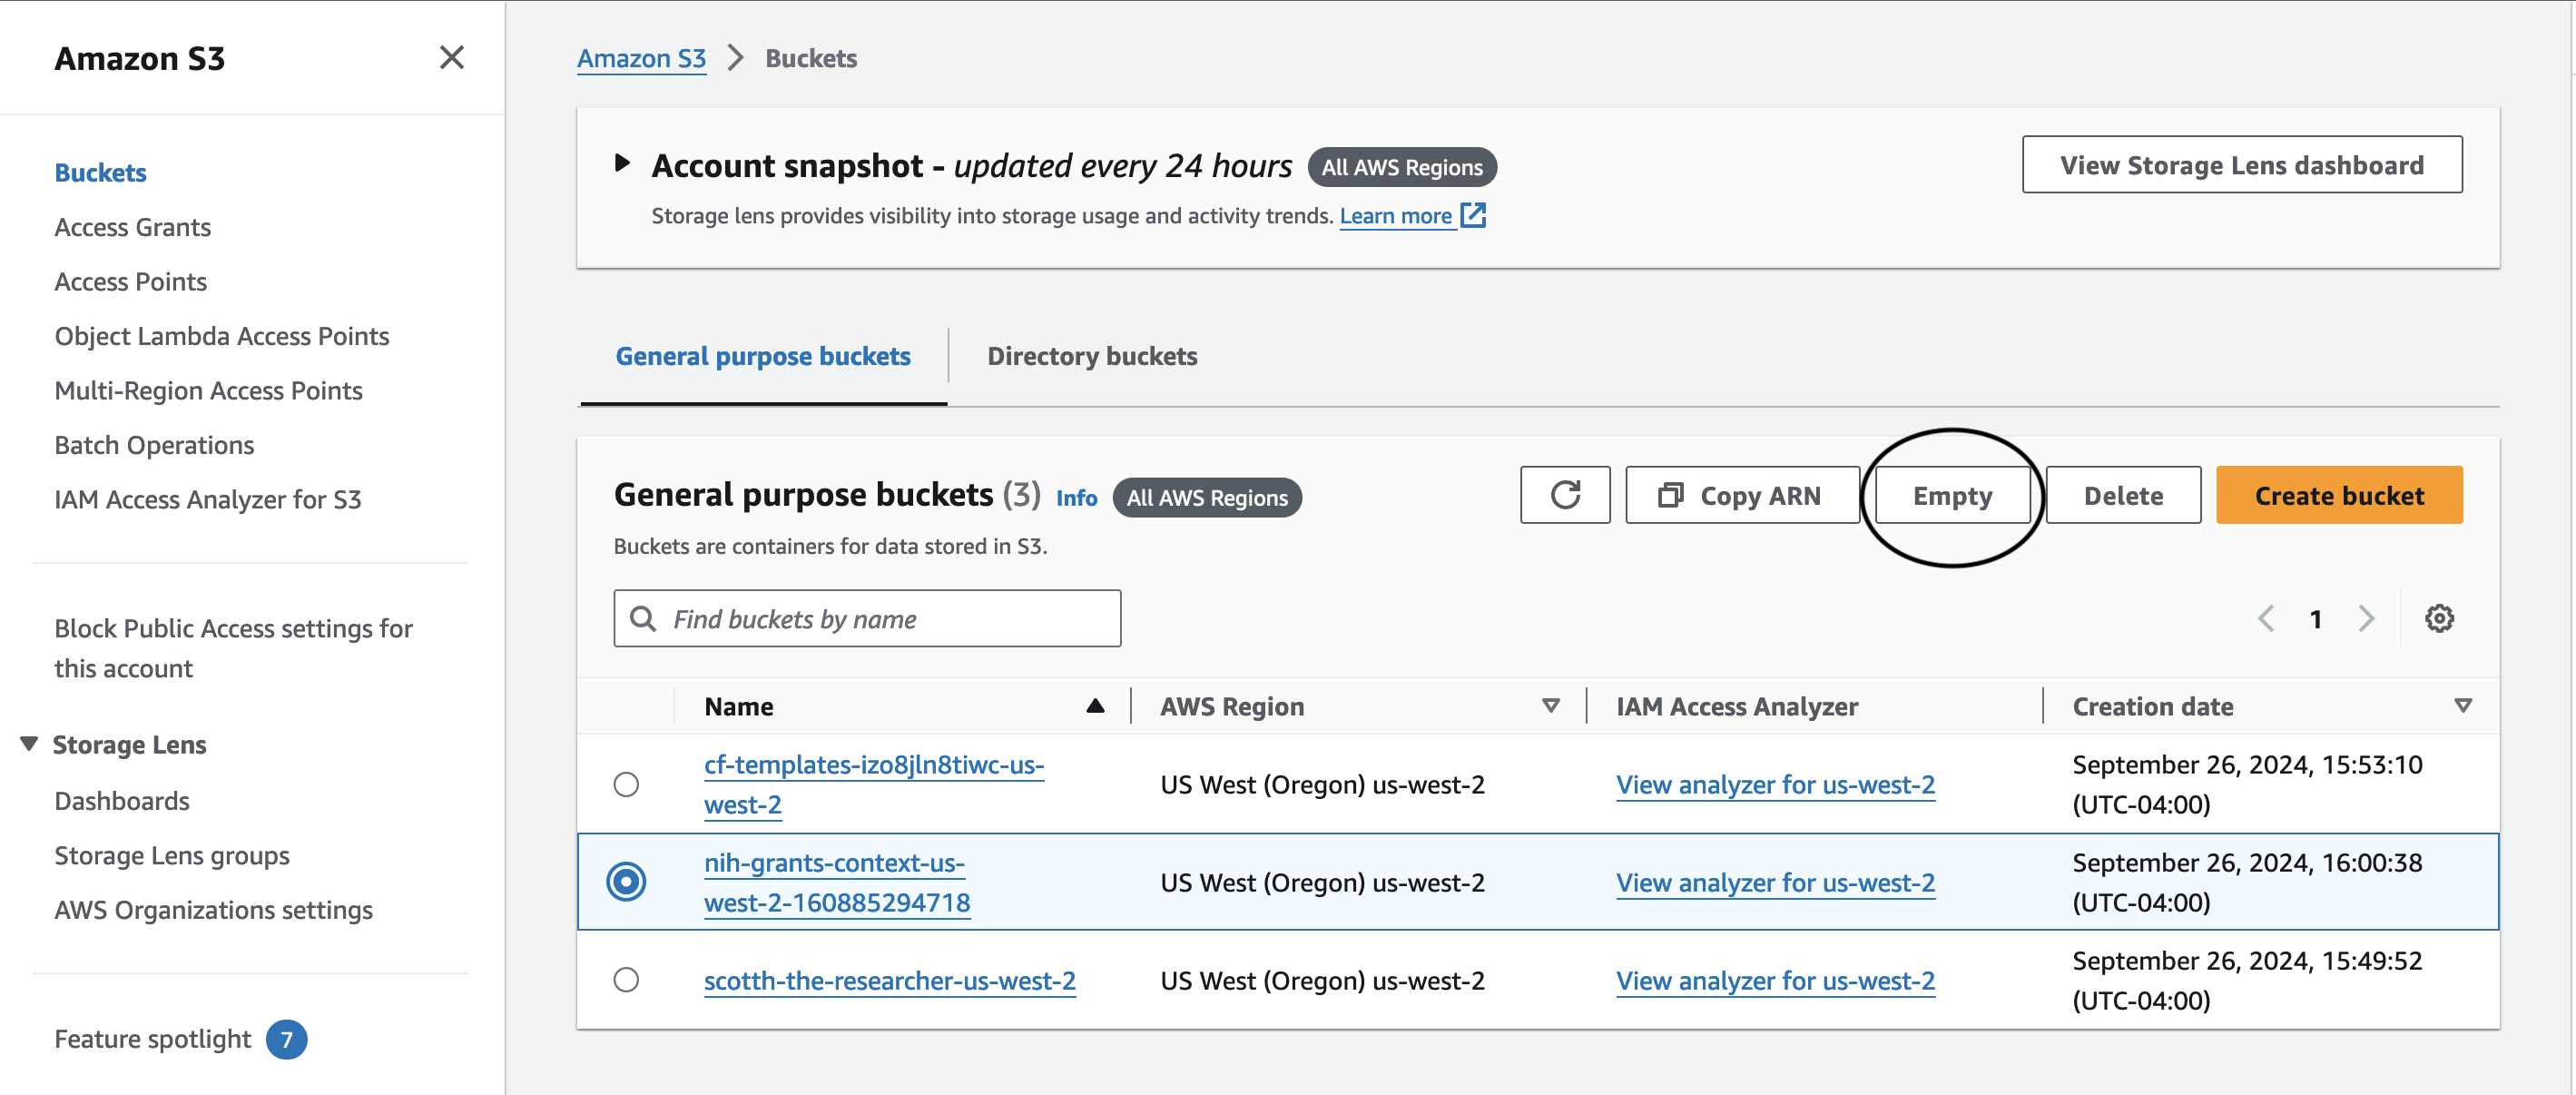 Amazon S3
Buckets
Access Grants
Access Points
Object Lambda Access Points
Multi-Region Access Points
Batch Operations
IAM Access Analyzer for S3
Block Public Access settings for
this account
Storage Lens
Dashboards
Storage Lens groups
AWS Organizations settings
Feature spotlight 7
Amazon S3 Buckets
Account snapshot - updated every 24 hours All AWS Regions
View Storage Lens dashboard
Storage lens provides visibility into storage usage and activity trends. Learn more
General purpose buckets Directory buckets
General purpose buckets (3) Info All AWS Regions
Copy ARN Empty Delete Create bucket
Buckets are containers for data stored in S3.
Find buckets by name
1
Name AWS Region IAM Access Analyzer Creation date
cf-templates-izo8jln8tiwc-us-
west-2
US West (Oregon) us-west-2
View analyzer for us-west-2
September 26, 2024, 15:53:10
(UTC-04:00)
nih-grants-context-us-
west-2-160885294718
US West (Oregon) us-west-2
View analyzer for us-west-2
September 26, 2024, 16:00:38
(UTC-04:00)
scotth-the-researcher-us-west-2
US West (Oregon) us-west-2
View analyzer for us-west-2
September 26, 2024, 15:49:52
(UTC-04:00)